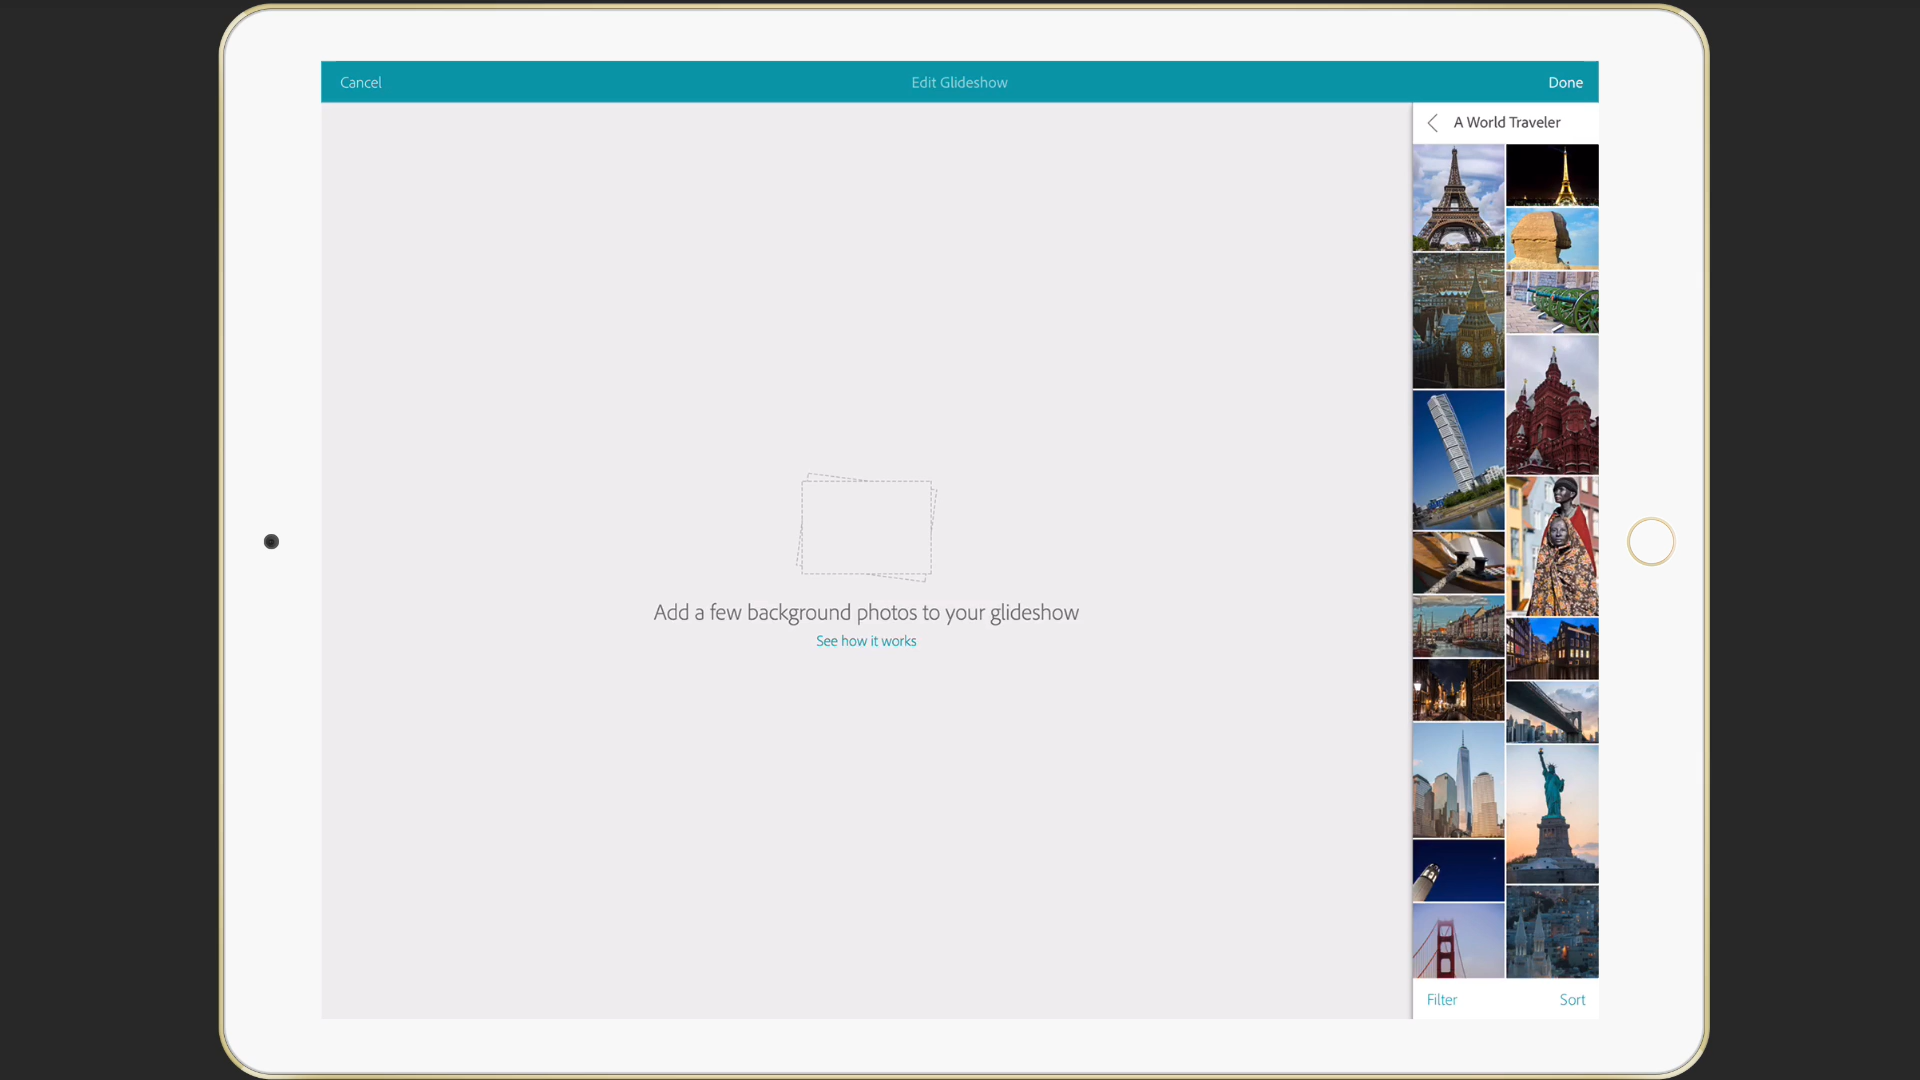 Cancel
Edit Glideshow
Done
A World Traveler
Add a few background photos to your glideshow
See how it works
Filter
Sort